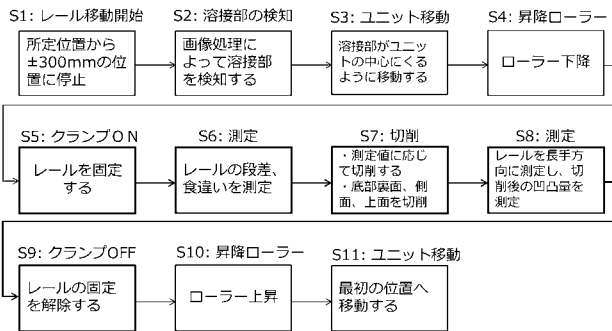 S1: レール移動開始
所定位置から
±300mmの位
置に停止
S2: 溶接部の検知
画像処理に
よって溶接部
を検知する
S3: ユニット移動
溶接部がユニッ
トの中心にくる
ように移動する
S4: 昇降ローラー
ローラー下降
S5: クランプＯＮ
レールを固定
する
S6: 測定
レールの段差、
食違いを測定
S7: 切削
・測定値に応じ
て切削する
・底部裏面、側
面、上面を切削
S8: 測定
レールを長手
方向に測定し、切
削後の凹凸量を
測定
S9: クランプOFF
レールの固定
を解除する
S10: 昇降ローラー
ローラー上昇
S11: ユニット移動
最初の位置へ
移動する